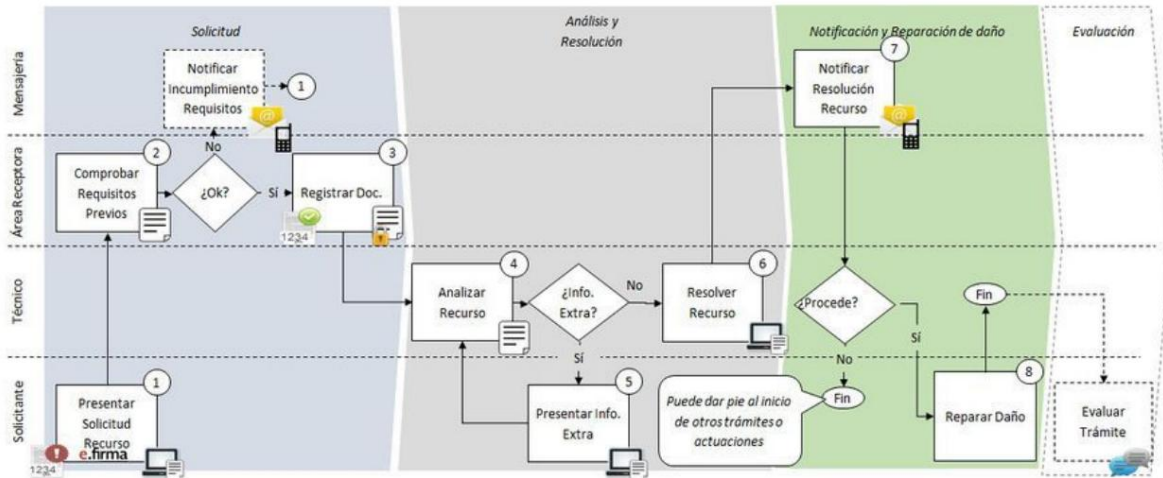 Solicitud
Análisis y
Resolución
Notificación y Reparación de daño
Evaluación
Mensajería
Área Receptora
Técnico
Solicitante
Notificar
Incumplimiento
Requisitos
@
1
7
Notificar
Resolución
Recurso
@
No
2
Comprobar
Requisitos
Previos
¿Ok?
Sí
3
Registrar Doc.
1234
4
Analizar
Recurso
¿Info.
Extra?
No
6
Resolver
Recurso
¿Procede?
Sí
Fin
Sí
No
1
Presentar
Solicitud
Recurso
1234
e.firma
5
Presentar Info.
Extra
Puede dar pie al inicio
de otros trámites o
actuaciones
Fin
8
Reparar Daño
Evaluar
Trámite